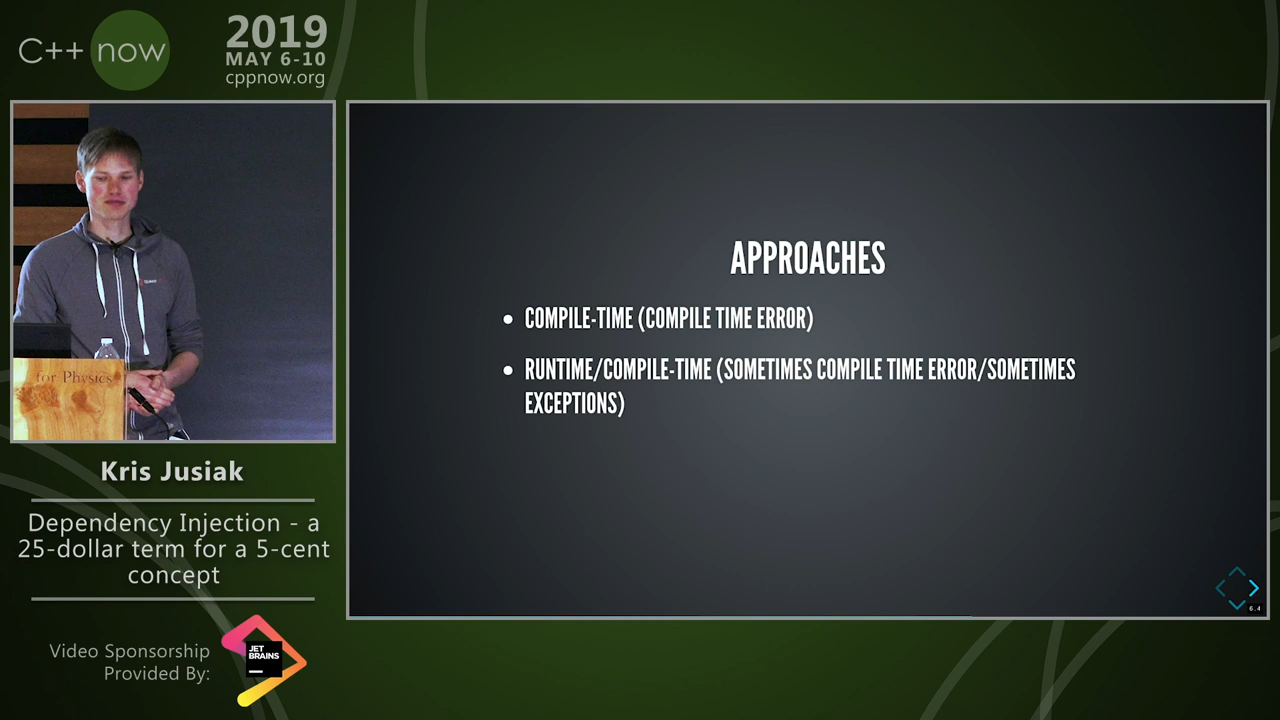 C++ now
2019
MAY 6-10
cppnow.org
for Physics
Kris Jusiak
Dependency Injection - a
25-dollar term for a 5-cent
concept
Video Sponsorship
Provided By:
JET
BRAINS
APPROACHES
COMPILE-TIME (COMPILE TIME ERROR)
RUNTIME/COMPILE-TIME (SOMETIMES COMPILE TIME ERROR/SOMETIMES
EXCEPTIONS)
6.4